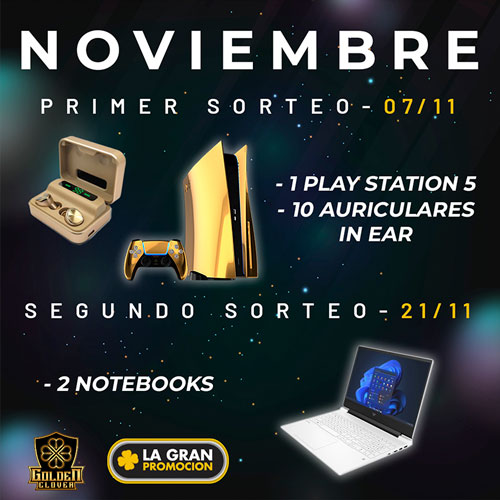 NOVIEMBRE
PRIMER SORTEO- 07/11
- 1 PLAY STATION 5
- 10 AURICULARES
IN EAR
SEGUNDO SORTEO- 21/11
- 2 NOTEBOOKS
GOLDEN
CLOVER
LA GRAN
PROMOCION